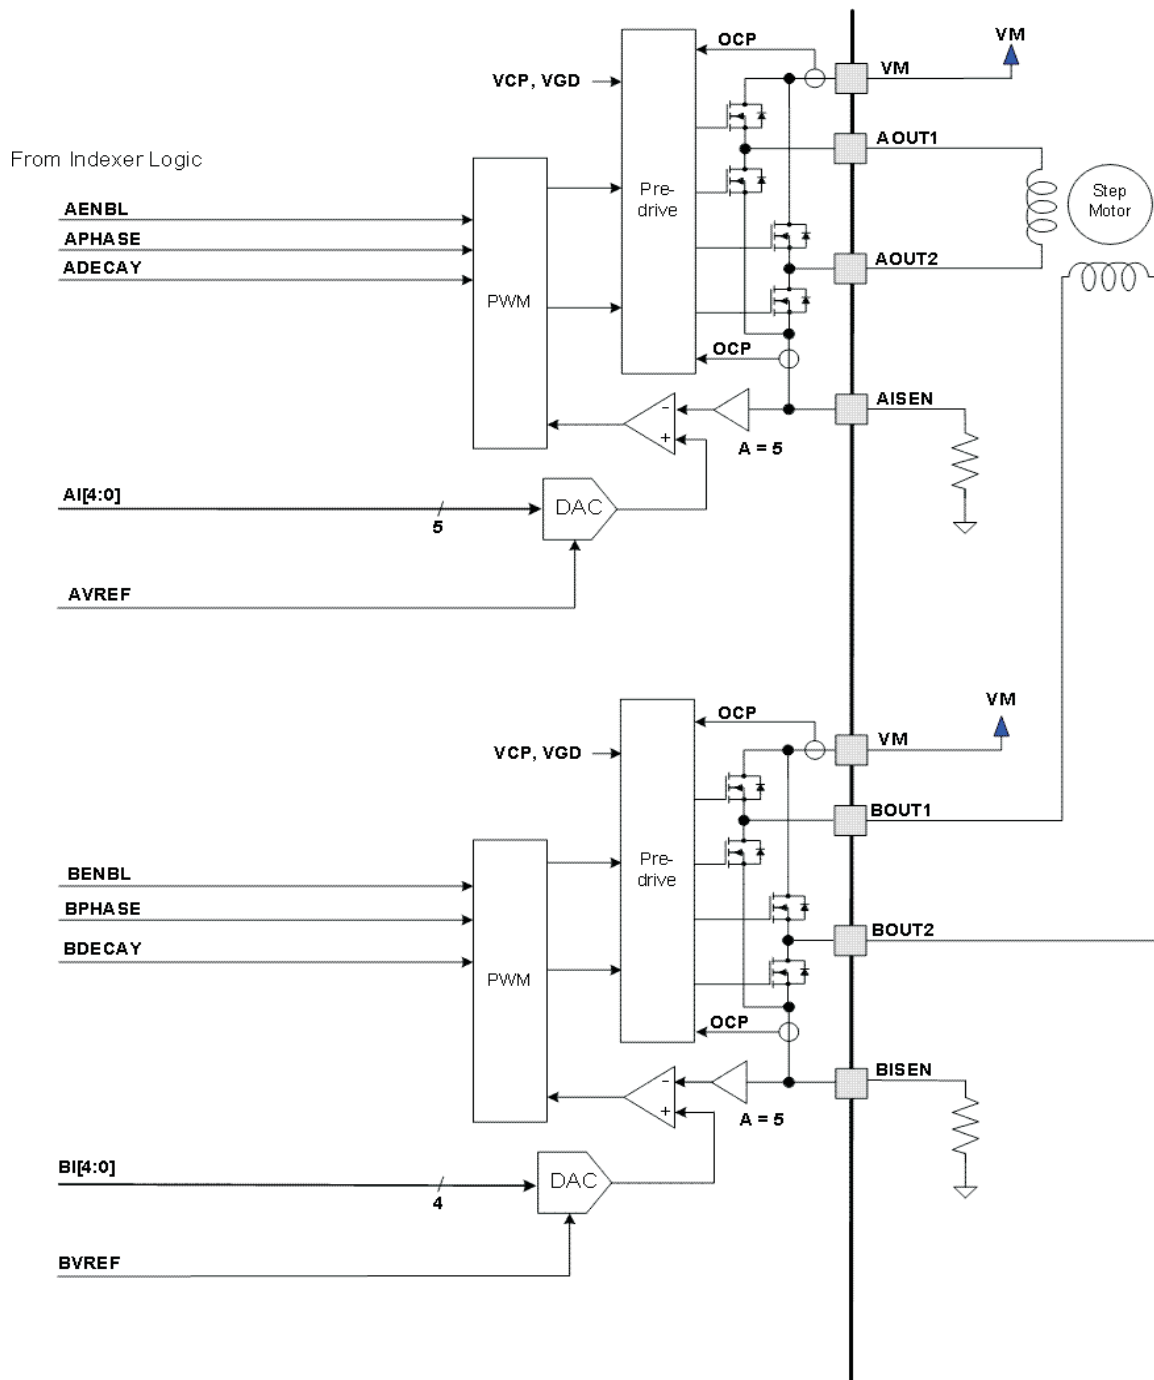 OCP
VM
VCP, VGD
VM
AOUT1
From Indexer Logic
Pre-
drive
Step
Motor
AENBL
APHASE
ADECAY
AOUT2
PWM
OCP
-
+
A = 5
AISEN
AI[4:0]
5
DAC
AVREF
OCP
VM
VCP, VGD
VM
BOUT1
Pre-
drive
BENBL
BPHASE
BDECAY
BOUT2
PWM
OCP
-
+
A = 5
BISEN
BI[4:0]
4
DAC
BVREF